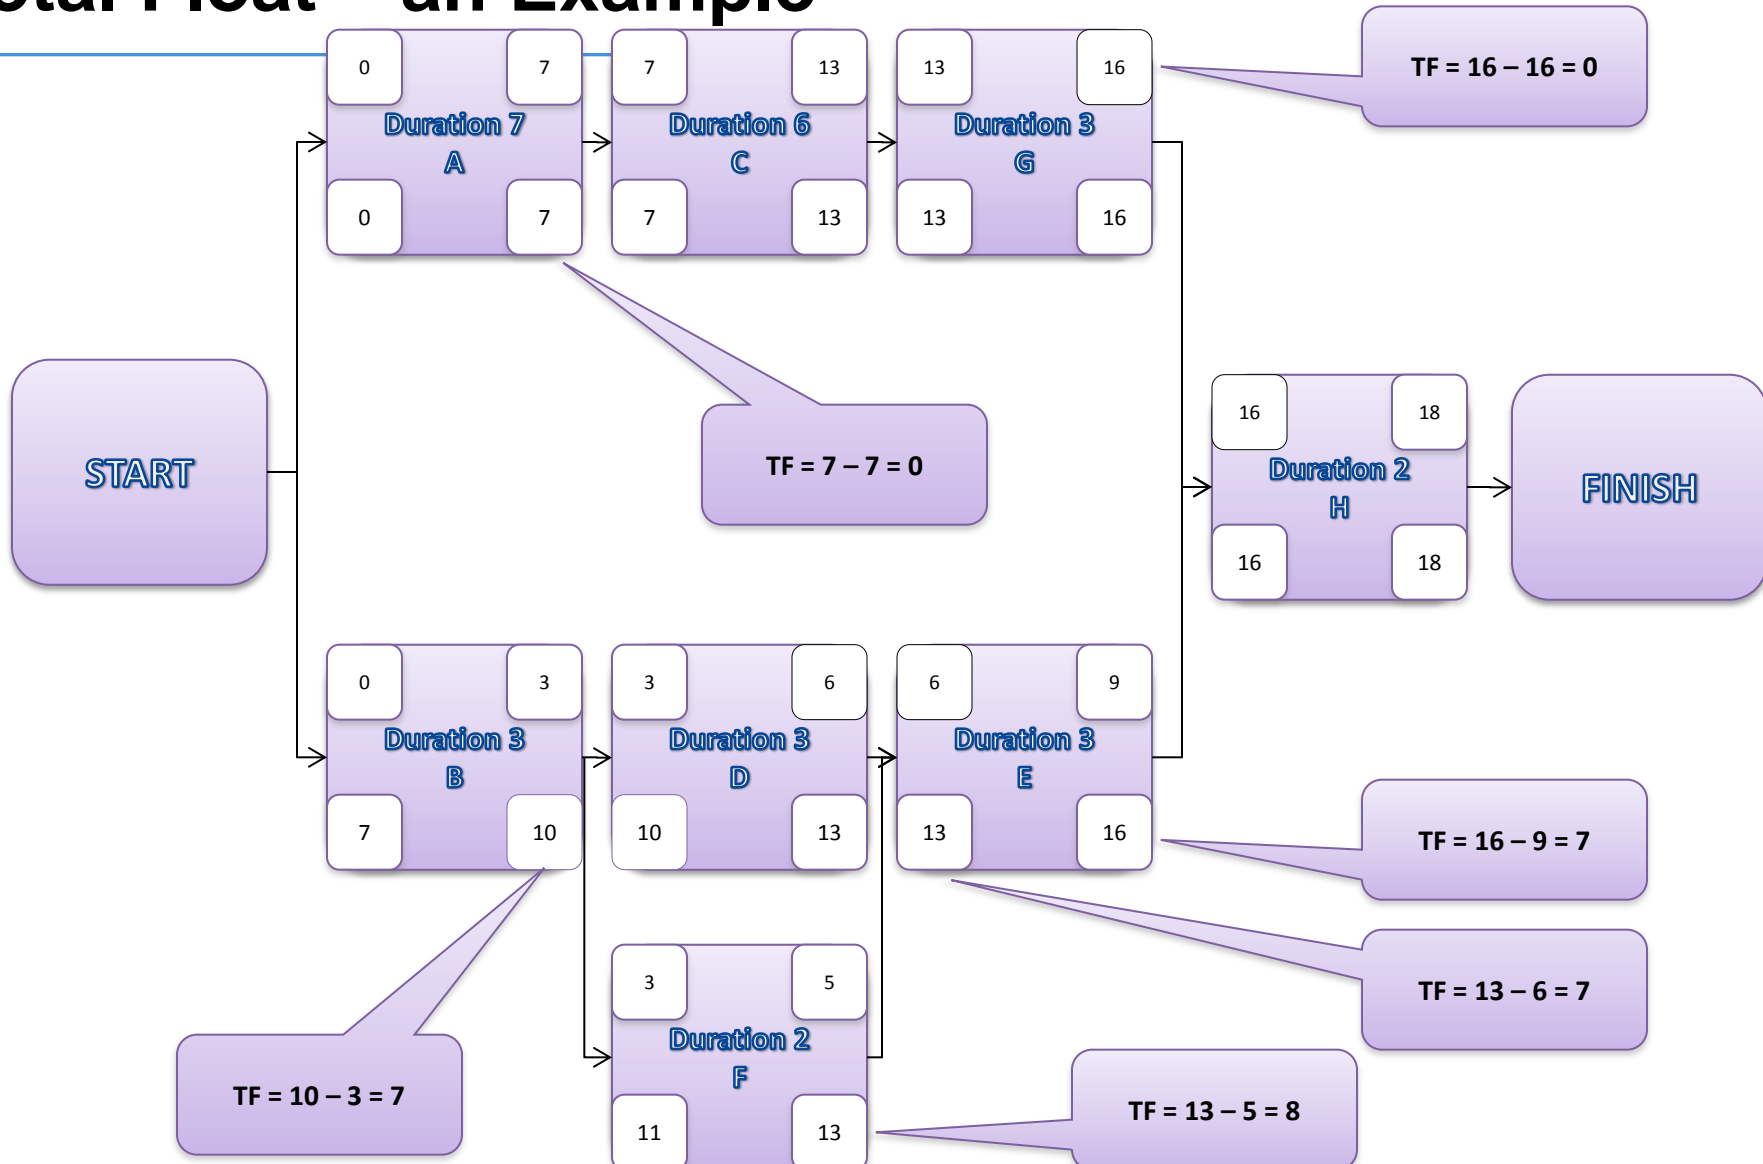 an Example
0 7 7 13 13 16
TF = 16 – 16 = 0
Duration 7 Duration 6 Duration 3
A C G
0 7 7 13 13 16
TF = 7 – 7 = 0
START
16 18
Duration 2
H
16 18
FINISH
0 3 3 6 6 9
Duration 3 Duration 3 Duration 3
B D E
7 10 10 13 13 16
TF = 16 – 9 = 7
TF = 13 – 6 = 7
3 5
Duration 2
F
11 13
TF = 10 – 3 = 7
TF = 13 – 5 = 8